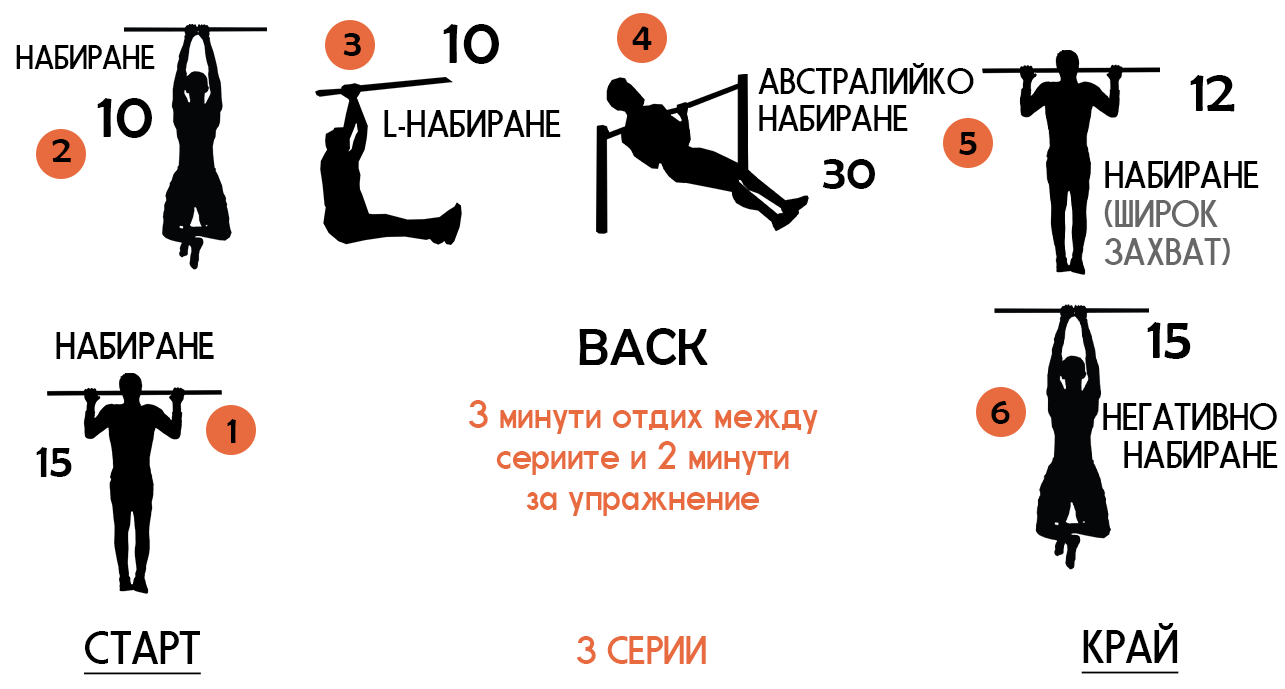 СТАРТ
НАБИРАНЕ
1
15
НАБИРАНЕ
10
2
3
10
L-НАБИРАНЕ
4
АВСТРАЛИЙКО
НАБИРАНЕ
30
5
12
НАБИРАНЕ
(ШИРОК
ЗАХВАТ)
6
15
НЕГАТИВНО
НАБИРАНЕ
КРАЙ
BACK
3 минути отдих между
сериите и 2 минути
за упражнение
3 СЕРИИ